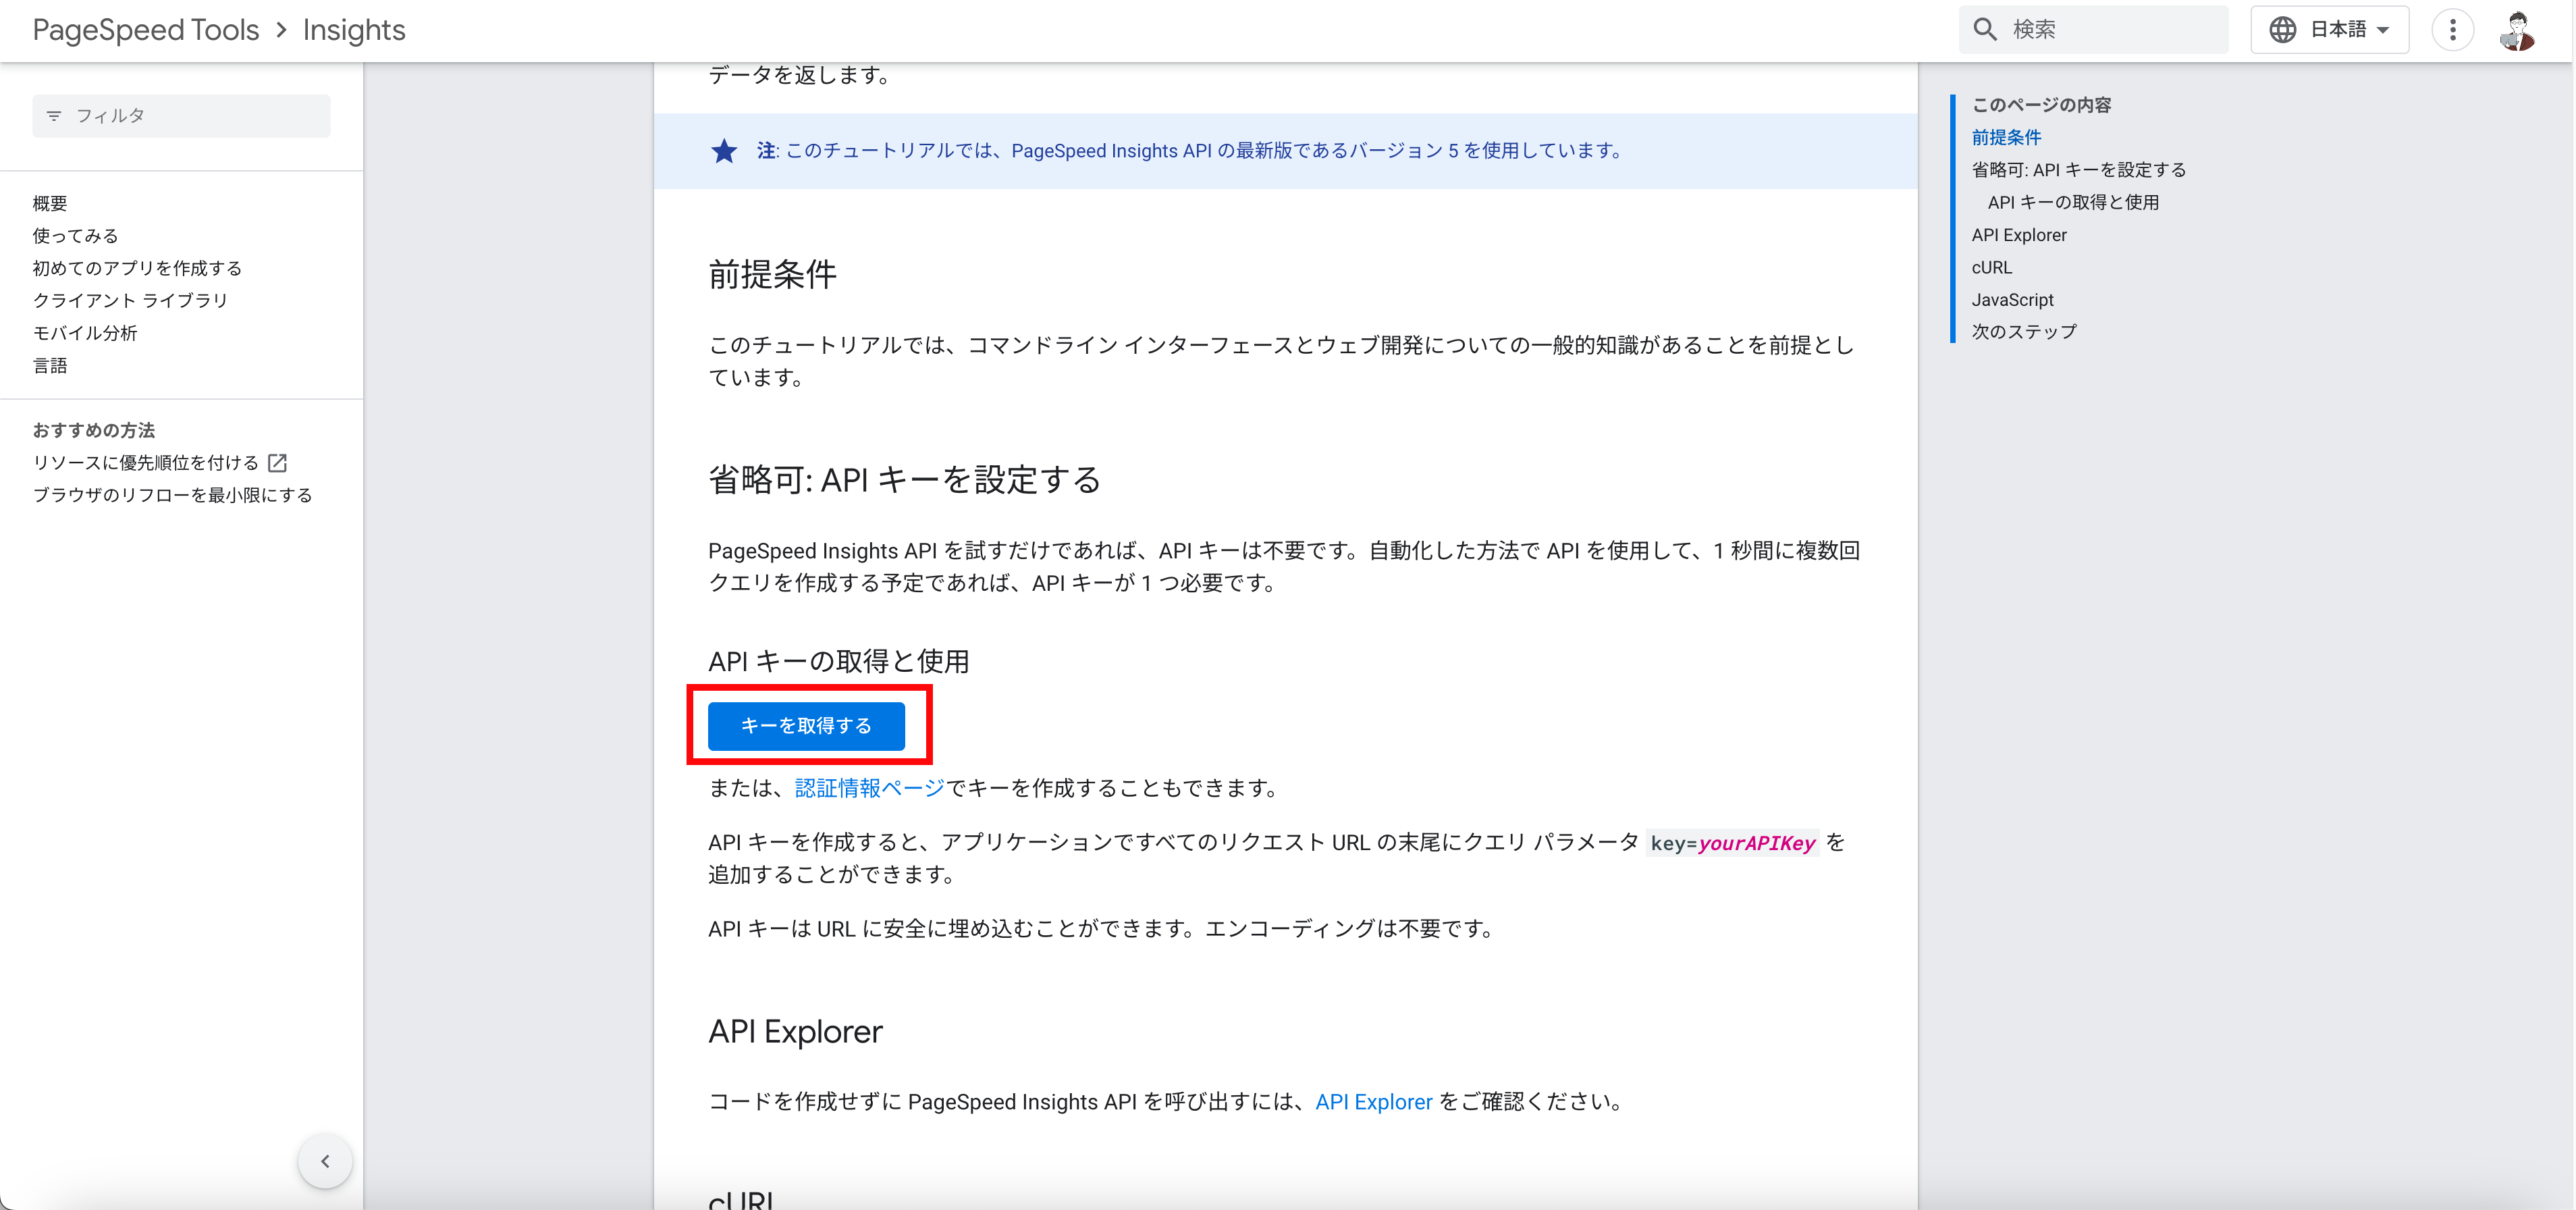 PageSpeed Tools > Insights
検索
日本語
フィルタ
概要
使ってみる
初めてのアプリを作成する
クライアント ライブラリ
モバイル分析
言語
おすすめの方法
リソースに優先順位を付ける
ブラウザのリフローを最小限にする
データを返します。
注: このチュートリアルでは、PageSpeed Insights API の最新版であるバージョン 5 を使用しています。
前提条件
このチュートリアルでは、コマンドライン インターフェースとウェブ開発についての一般的知識があることを前提とし
ています。
省略可: API キーを設定する
PageSpeed Insights API を試すだけであれば、API キーは不要です。自動化した方法で API を使用して、1 秒間に複数回
クエリを作成する予定であれば、API キーが 1 つ必要です。
API キーの取得と使用
キーを取得する
または、認証情報ページでキーを作成することもできます。
API キーを作成すると、アプリケーションですべてのリクエスト URL の末尾にクエリ パラメータ key=yourAPIKey を
追加することができます。
API キーは URL に安全に埋め込むことができます。エンコーディングは不要です。
API Explorer
コードを作成せずに PageSpeed Insights API を呼び出すには、API Explorer をご確認ください。
cURL
このページの内容
前提条件
省略可: API キーを設定する
API キーの取得と使用
API Explorer
cURL
JavaScript
次のステップ